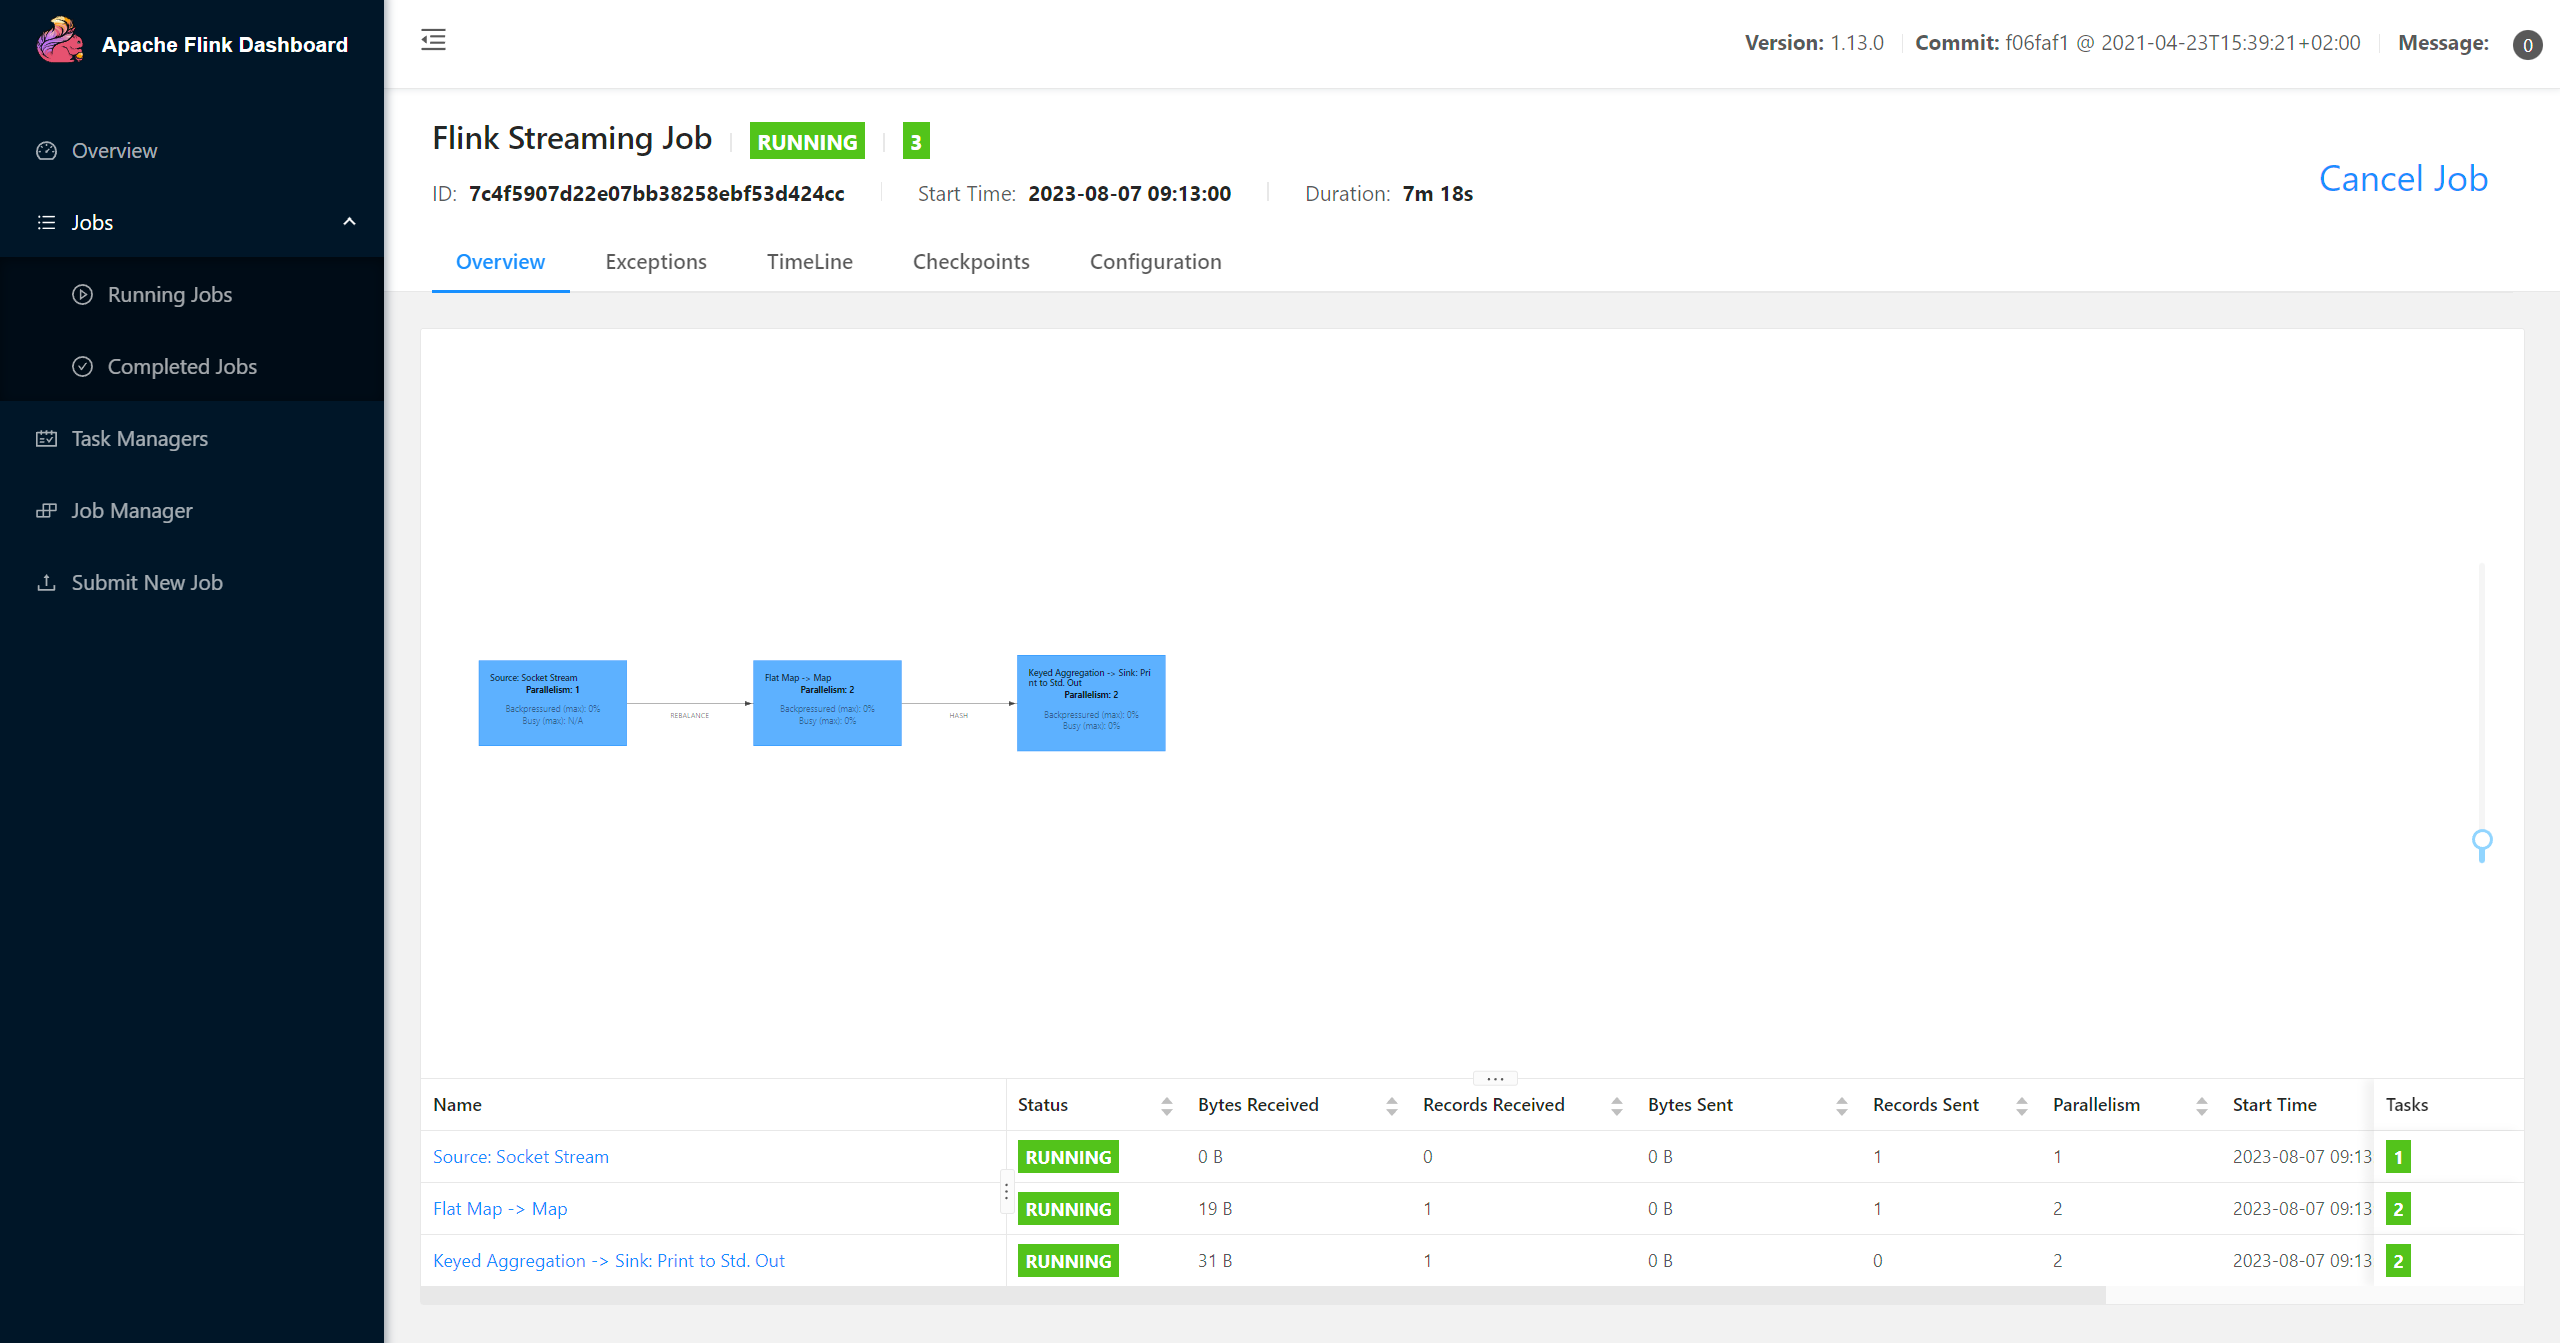 Apache Flink Dashboard
Version: 1.13.0 Commit: f06faf1 @ 2021-04-23T15:39:21+02:00 Message: 0
Overview
Jobs
Running Jobs
Completed Jobs
Task Managers
Job Manager
Submit New Job
Flink Streaming Job RUNNING 3
Cancel Job
ID: 7c4f5907d22e07bb38258ebf53d424cc Start Time: 2023-08-07 09:13:00 Duration: 7m 18s
Overview Exceptions TimeLine Checkpoints Configuration
Source: Socket Stream
Parallelism: 1
Backpressured (max): 0%
Busy (max): N/A
REBALANCE
Flat Map -> Map
Parallelism: 2
Backpressured (max): 0%
Busy (max): 0%
HASH
Keyed Aggregation -> Sink: Pri
nt to Std. Out
Parallelism: 2
Backpressured (max): 0%
Busy (max): 0%
Name Status Bytes Received Records Received Bytes Sent Records Sent Parallelism Start Time Tasks
Source: Socket Stream RUNNING 0 B 0 0 B 1 1 2023-08-07 09:13 1
Flat Map -> Map RUNNING 19 B 1 0 B 1 2 2023-08-07 09:13 2
Keyed Aggregation -> Sink: Print to Std. Out RUNNING 31 B 1 0 B 0 2 2023-08-07 09:13 2